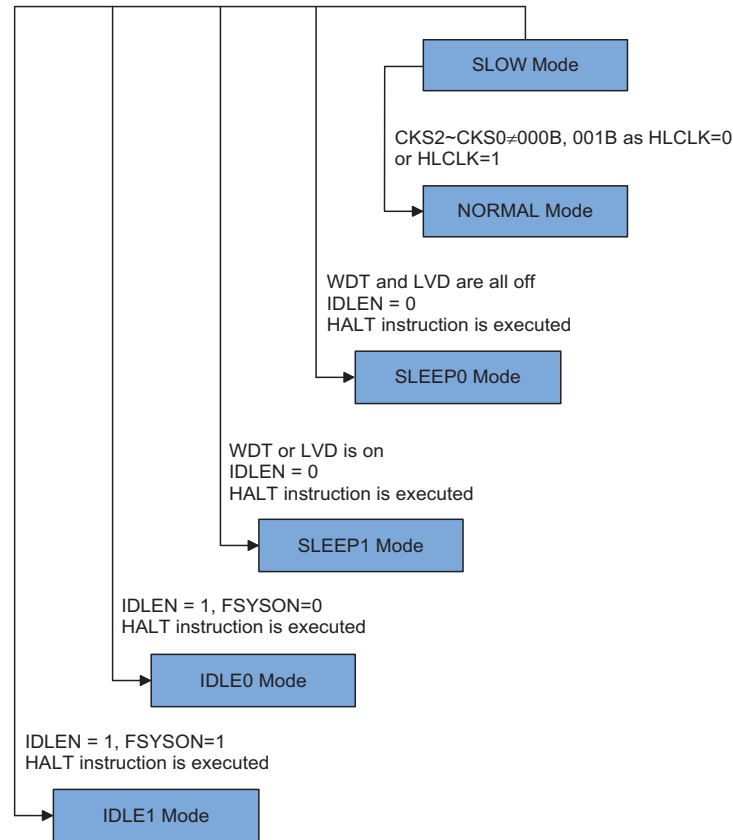 SLOW Mode
CKS2~CKS0≠000B, 001B as HLCLK=0
or HLCLK=1
NORMAL Mode
WDT and LVD are all off
IDLEN = 0
HALT instruction is executed
SLEEP0 Mode
WDT or LVD is on
IDLEN = 0
HALT instruction is executed
SLEEP1 Mode
IDLEN = 1, FSYSON=0
HALT instruction is executed
IDLE0 Mode
IDLEN = 1, FSYSON=1
HALT instruction is executed
IDLE1 Mode